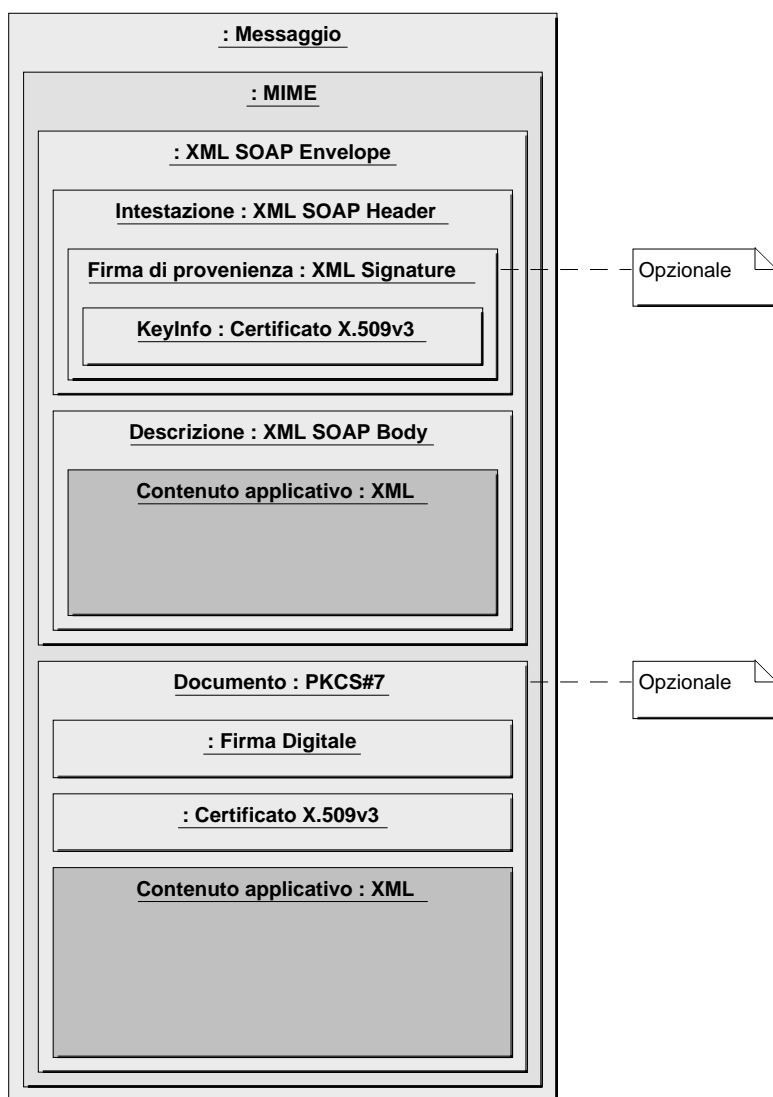 : Messaggio
: MIME
: XML SOAP Envelope
Intestazione : XML SOAP Header
Firma di provenienza : XML Signature
Opzionale
KeyInfo : Certificato X.509v3
Descrizione : XML SOAP Body
Contenuto applicativo : XML
Documento : PKCS#7
Opzionale
: Firma Digitale
: Certificato X.509v3
Contenuto applicativo : XML